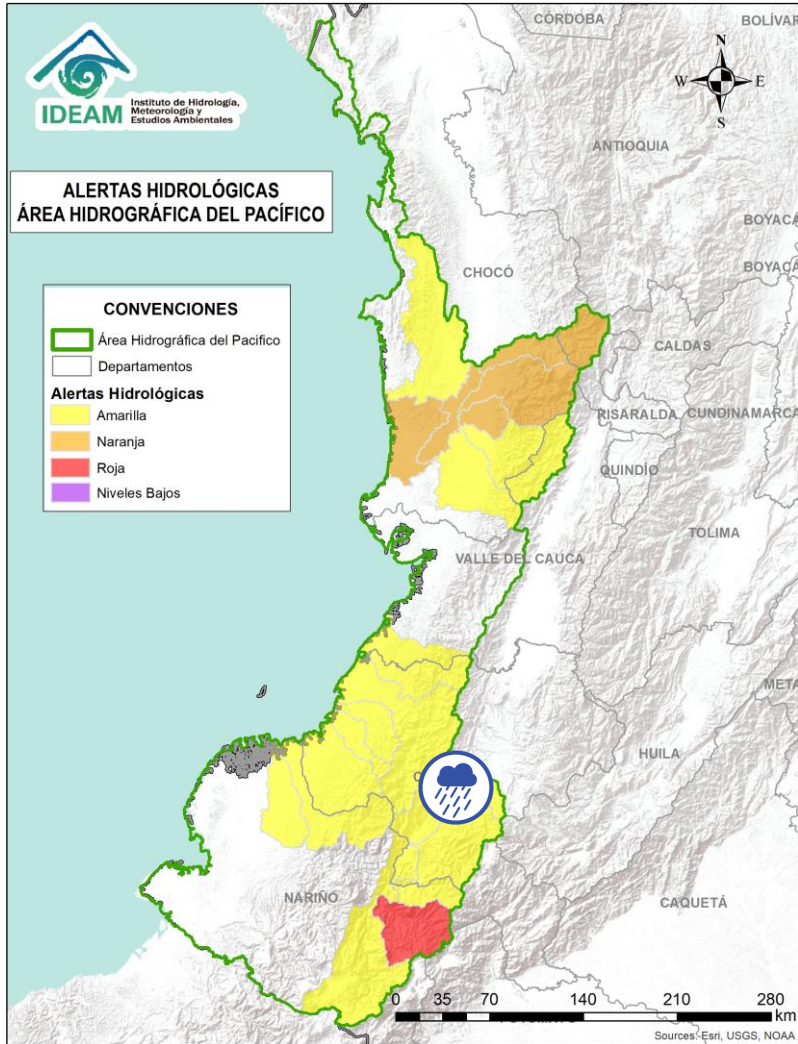 IDEAM
Instituto de Hidrología,
Meteorología y
Estudios Ambientales
CÓRDOBA
BOLÍVAR
N
W
E
S
ANTIOQUIA
ALERTAS HIDROLÓGICAS
ÁREA HIDROGRÁFICA DEL PACÍFICO
BOYACÁ
BOYACÁ
CHOCÓ
CONVENCIONES
Área Hidrográfica del Pacifico
Departamentos
Alertas Hidrológicas
Amarilla
Naranja
Roja
Niveles Bajos
CALDAS
RISARALDA
CUNDINAMARCA
QUINDÍO
TOLIMA
VALLE DEL CAUCA
META
HUILA
NARIÑO
CAQUETÁ
0 35 70 140 210 280
km
Sources: Esri, USGS, NOAA